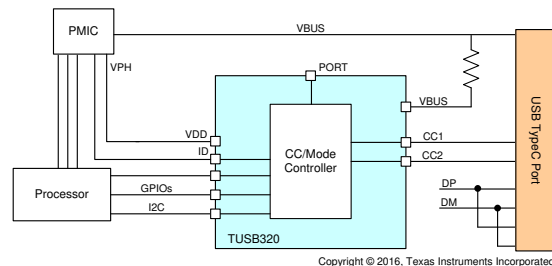 PMIC
VBUS
VPH
PORT
VBUS
VDD
ID
CC1
CC2
CC/Mode
Controller
Processor
GPIOs
I2C
DP
DM
TUSB320
USB TypeC Port
Copyright © 2016, Texas Instruments Incorporated